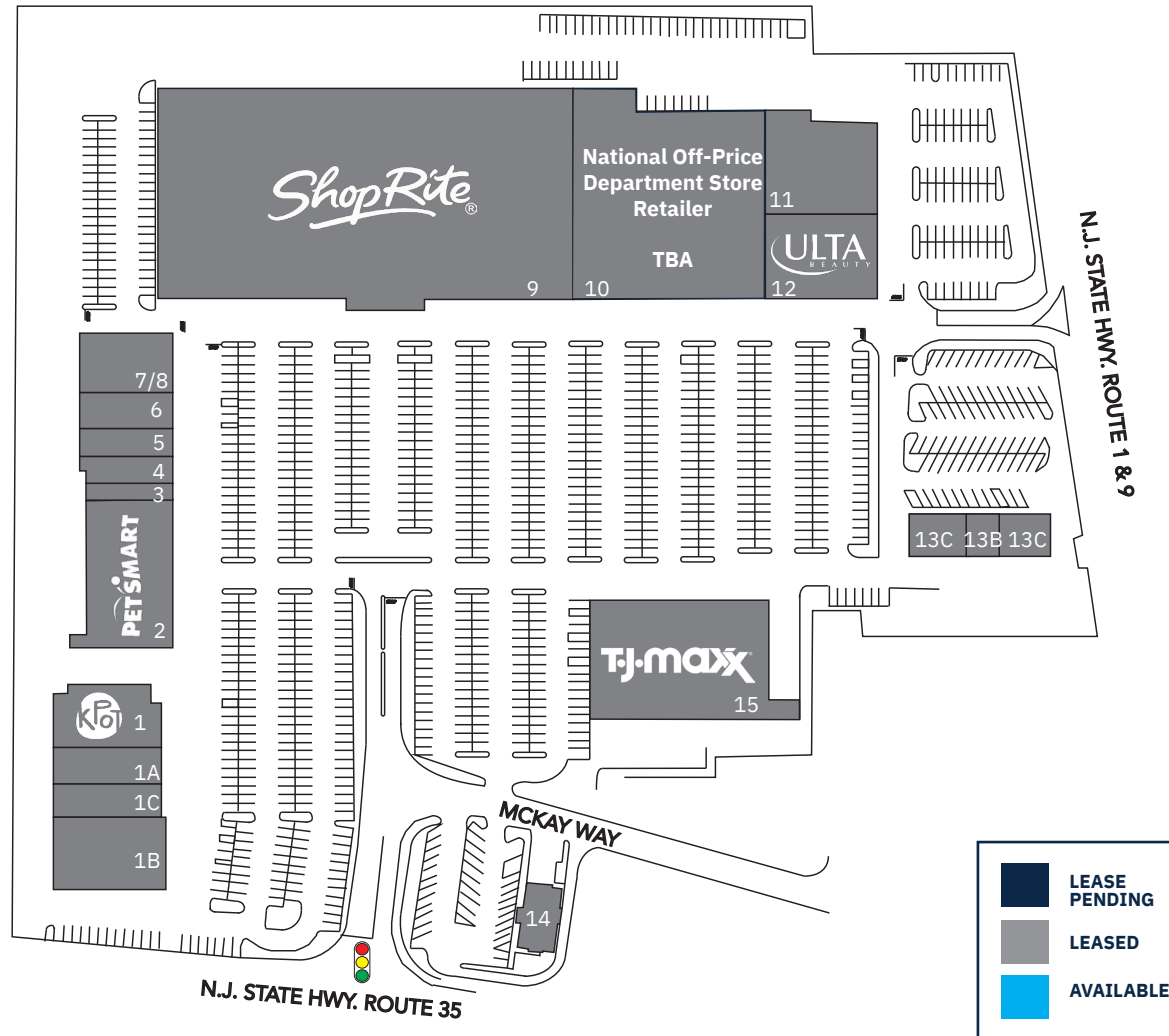 ShopRite®
National Off-Price
Department Store
Retailer
TBA
9
10
11
ULTA
BEAUTY
12
N.J. STATE HWY. ROUTE 1 & 9
7/8
6
5
4
3
PETSMART
2
13C
13B
13C
T·J·maxx
15
KPOT
1
1A
1C
1B
MCKAY WAY
14
N.J. STATE HWY. ROUTE 35
LEASE
PENDING
LEASED
AVAILABLE